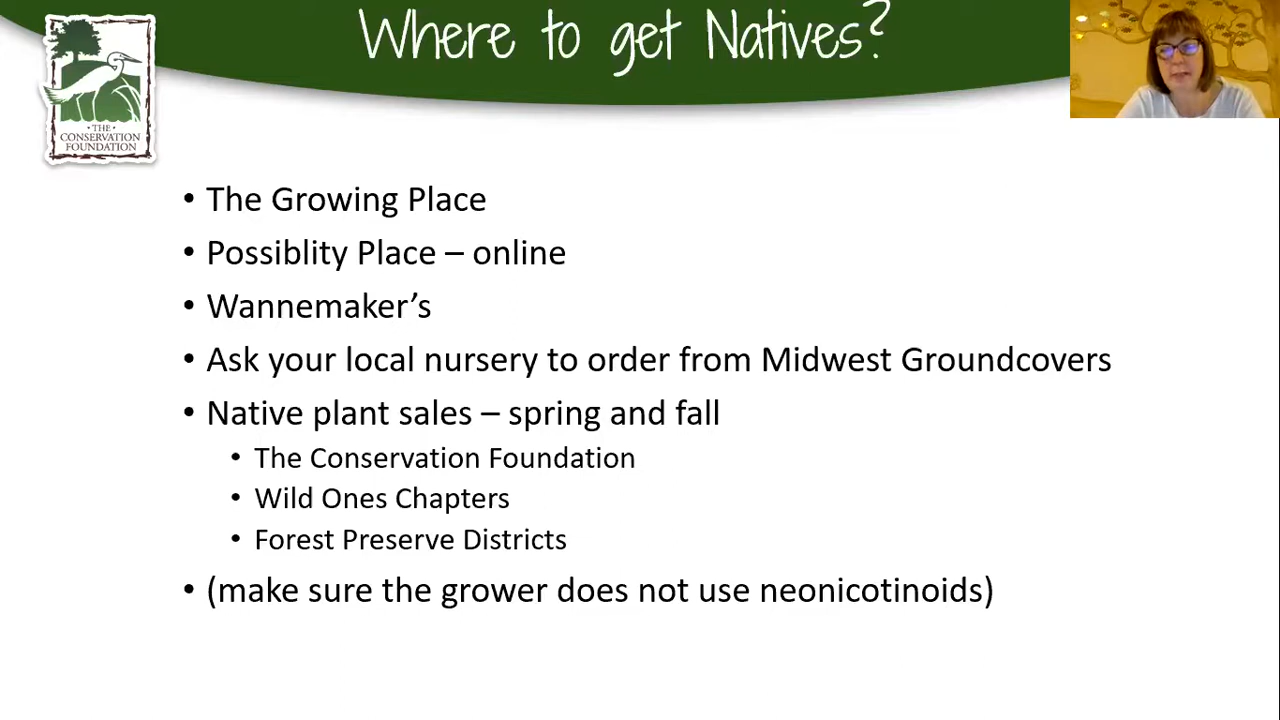 Where to get Natives?
• THE •
CONSERVATION
FOUNDATION
• The Growing Place
• Possiblity Place – online
• Wannemaker’s
• Ask your local nursery to order from Midwest Groundcovers
• Native plant sales – spring and fall
• The Conservation Foundation
• Wild Ones Chapters
• Forest Preserve Districts
• (make sure the grower does not use neonicotinoids)